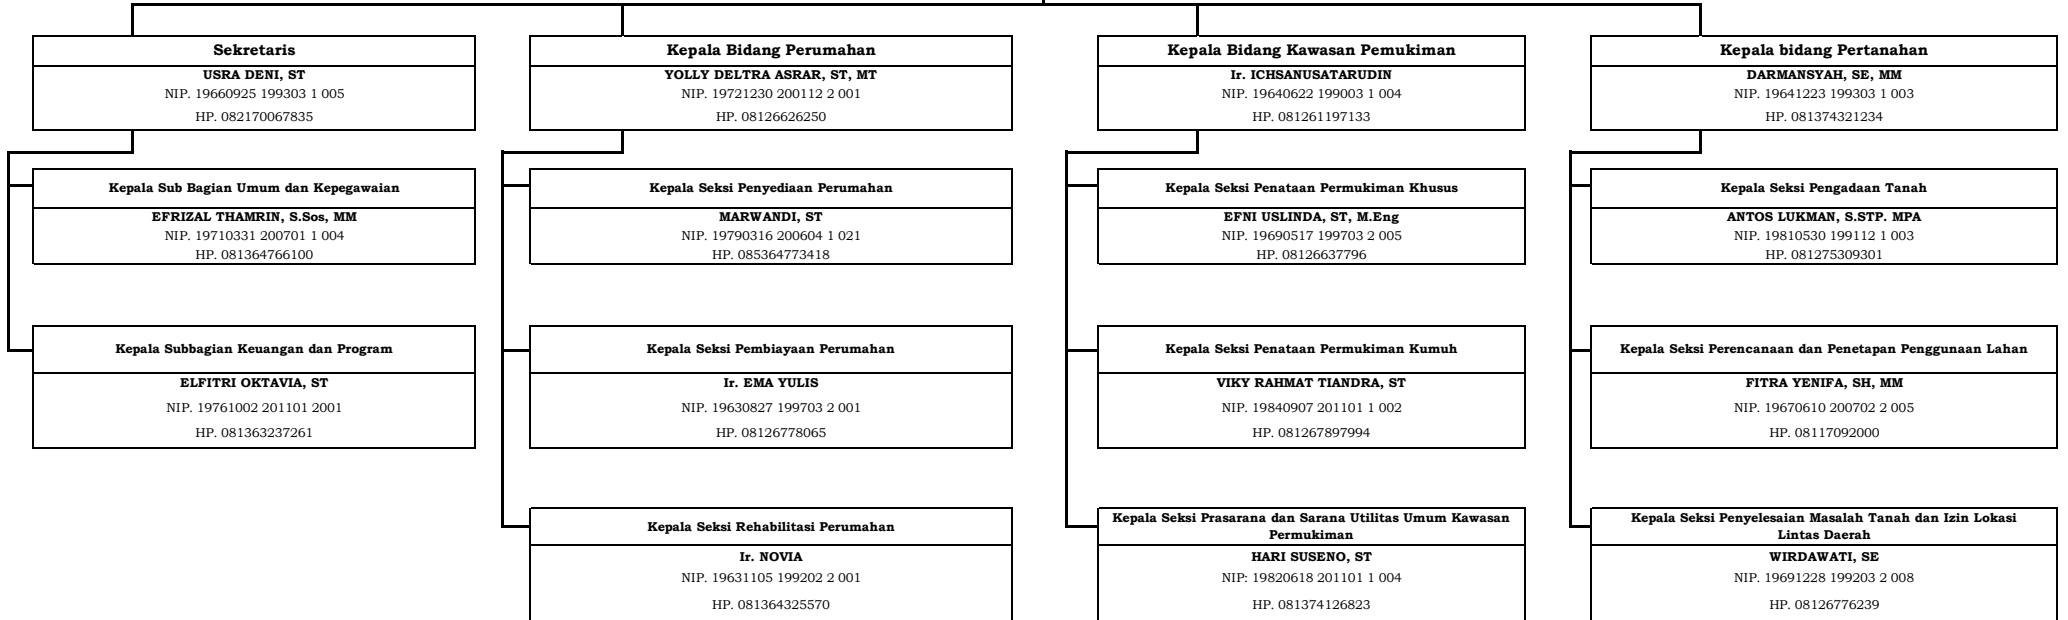 Sekretaris
USRA DENI, ST
NIP. 19660925 199303 1 005
HP. 082170067835
Kepala Bidang Perumahan
YOLLY DELTRA ASRAR, ST, MT
NIP. 19721230 200112 2 001
HP. 08126626250
Kepala Bidang Kawasan Pemukiman
Ir. ICHSANUSATARUDIN
NIP. 19640622 199003 1 004
HP. 081261197133
Kepala bidang Pertanahan
DARMANSYAH, SE, MM
NIP. 19641223 199303 1 003
HP. 081374321234
Kepala Sub Bagian Umum dan Kepegawaian
EFRIZAL THAMRIN, S.Sos, MM
NIP. 19710331 200701 1 004
HP. 081364766100
Kepala Seksi Penyediaan Perumahan
MARWANDI, ST
NIP. 19790316 200604 1 021
HP. 085364773418
Kepala Seksi Penataan Permukiman Khusus
EFNI USLINDA, ST, M.Eng
NIP. 19690517 199703 2 005
HP. 08126637796
Kepala Seksi Pengadaan Tanah
ANTOS LUKMAN, S.STP. MPA
NIP. 19810530 199112 1 003
HP. 081275309301
Kepala Subbagian Keuangan dan Program
ELFITRI OKTAVIA, ST
NIP. 19761002 201101 2001
HP. 081363237261
Kepala Seksi Pembiayaan Perumahan
Ir. EMA YULIS
NIP. 19630827 199703 2 001
HP. 08126778065
Kepala Seksi Penataan Permukiman Kumuh
VIKY RAHMAT TIANDRA, ST
NIP. 19840907 201101 1 002
HP. 081267897994
Kepala Seksi Perencanaan dan Penetapan Penggunaan Lahan
FITRA YENIFA, SH, MM
NIP. 19670610 200702 2 005
HP. 08117092000
Kepala Seksi Rehabilitasi Perumahan
Ir. NOVIA
NIP. 19631105 199202 2 001
HP. 081364325570
Kepala Seksi Prasarana dan Sarana Utilitas Umum Kawasan
Permukiman
HARI SUSENO, ST
NIP: 19820618 201101 1 004
HP. 081374126823
Kepala Seksi Penyelesaian Masalah Tanah dan Izin Lokasi
Lintas Daerah
WIRDAWATI, SE
NIP. 19691228 199203 2 008
HP. 08126776239